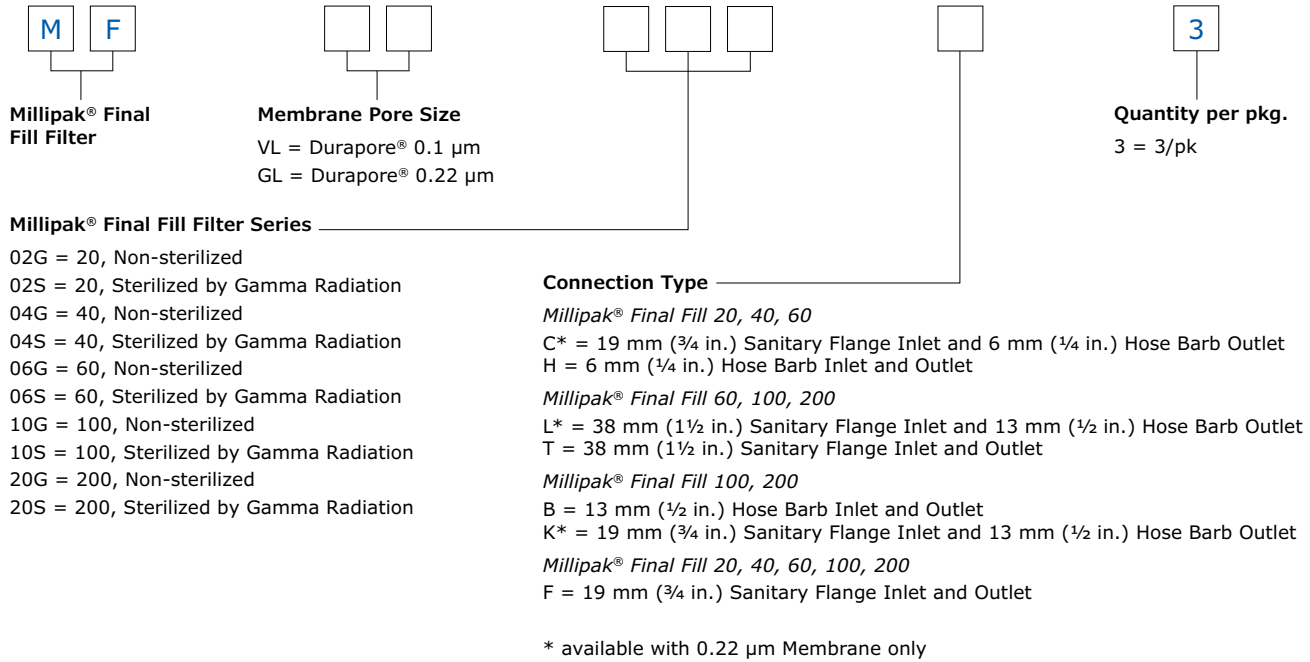 M F 3
Millipak® Final
Fill Filter
Membrane Pore Size
VL = Durapore® 0.1 µm
GL = Durapore® 0.22 µm
Quantity per pkg.
3 = 3/pk
Millipak® Final Fill Filter Series
02G = 20, Non-sterilized
02S = 20, Sterilized by Gamma Radiation
04G = 40, Non-sterilized
04S = 40, Sterilized by Gamma Radiation
06G = 60, Non-sterilized
06S = 60, Sterilized by Gamma Radiation
10G = 100, Non-sterilized
10S = 100, Sterilized by Gamma Radiation
20G = 200, Non-sterilized
20S = 200, Sterilized by Gamma Radiation
Connection Type
Millipak® Final Fill 20, 40, 60
C* = 19 mm (¾ in.) Sanitary Flange Inlet and 6 mm (¼ in.) Hose Barb Outlet
H = 6 mm (¼ in.) Hose Barb Inlet and Outlet
Millipak® Final Fill 60, 100, 200
L* = 38 mm (1½ in.) Sanitary Flange Inlet and 13 mm (½ in.) Hose Barb Outlet
T = 38 mm (1½ in.) Sanitary Flange Inlet and Outlet
Millipak® Final Fill 100, 200
B = 13 mm (½ in.) Hose Barb Inlet and Outlet
K* = 19 mm (¾ in.) Sanitary Flange Inlet and 13 mm (½ in.) Hose Barb Outlet
Millipak® Final Fill 20, 40, 60, 100, 200
F = 19 mm (¾ in.) Sanitary Flange Inlet and Outlet
* available with 0.22 µm Membrane only